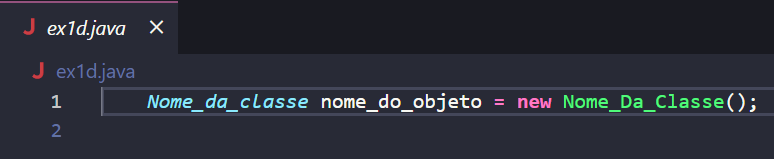 ex1d.java ×
ex1d.java
1 Nome_da_classe nome_do_objeto = new Nome_Da_Classe();
2